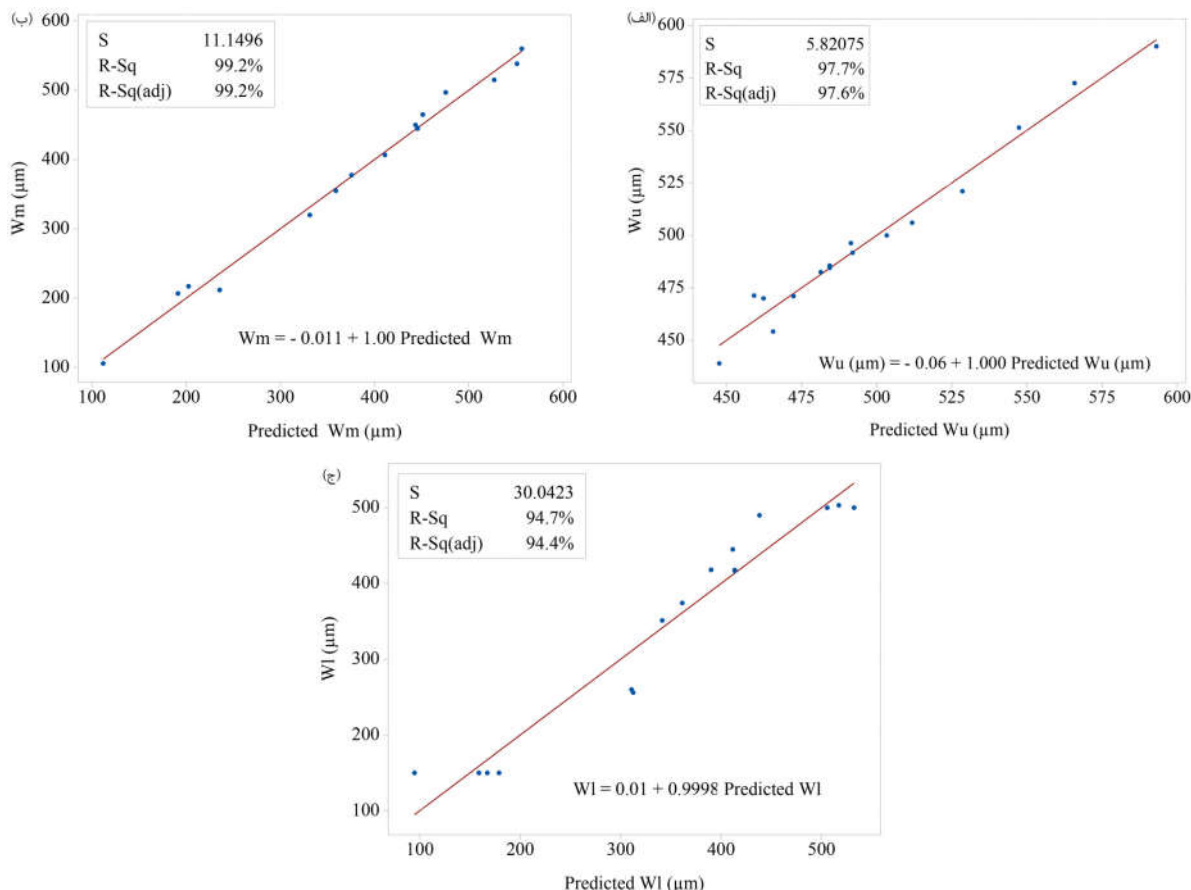 (ب)
S 11.1496
R-Sq 99.2%
R-Sq(adj) 99.2%
600
500
400
300
200
100
Wm (µm)
Wm = - 0.011 + 1.00 Predicted Wm
100 200 300 400 500 600
Predicted Wm (µm)
(الف)
S 5.82075
R-Sq 97.7%
R-Sq(adj) 97.6%
600
575
550
525
500
475
450
Wu (µm)
Wu (µm) = - 0.06 + 1.000 Predicted Wu (µm)
450 475 500 525 550 575 600
Predicted Wu (µm)
(ج)
S 30.0423
R-Sq 94.7%
R-Sq(adj) 94.4%
500
400
300
200
100
Wl (µm)
Wl = 0.01 + 0.9998 Predicted Wl
100 200 300 400 500
Predicted Wl (µm)